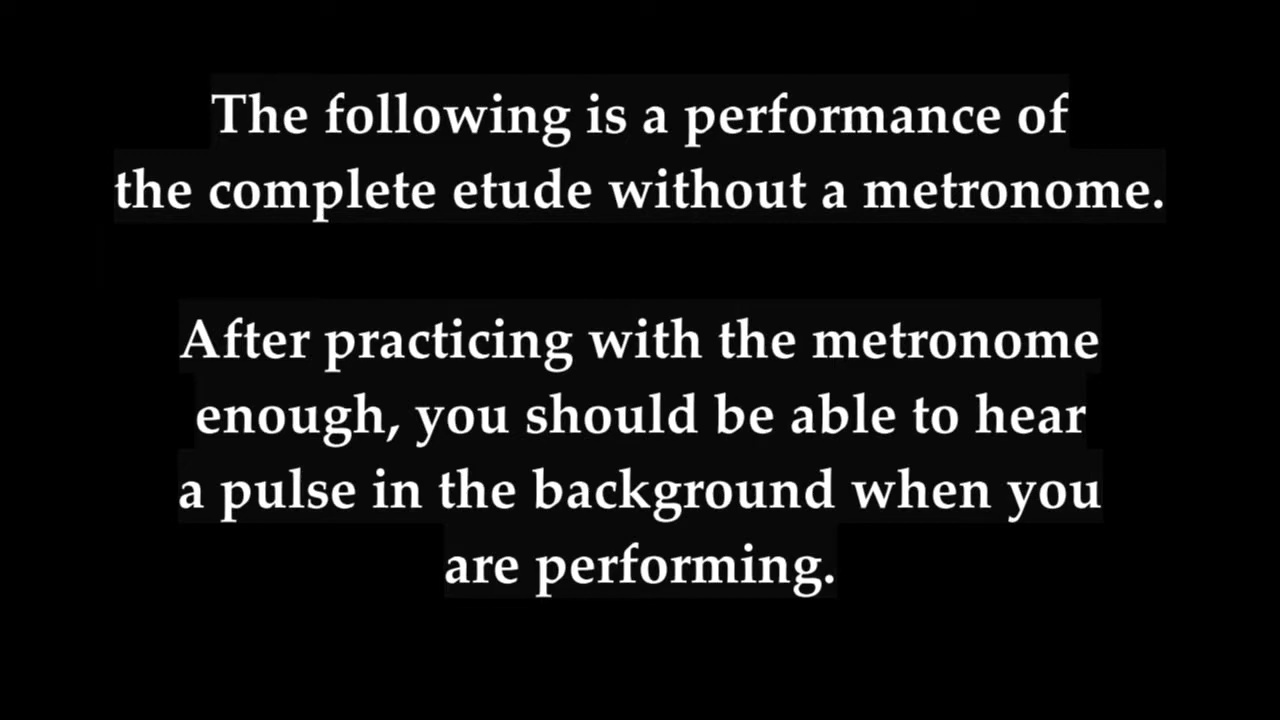 The following is a performance of
the complete etude without a metronome.
After practicing with the metronome
enough, you should be able to hear
a pulse in the background when you
are performing.